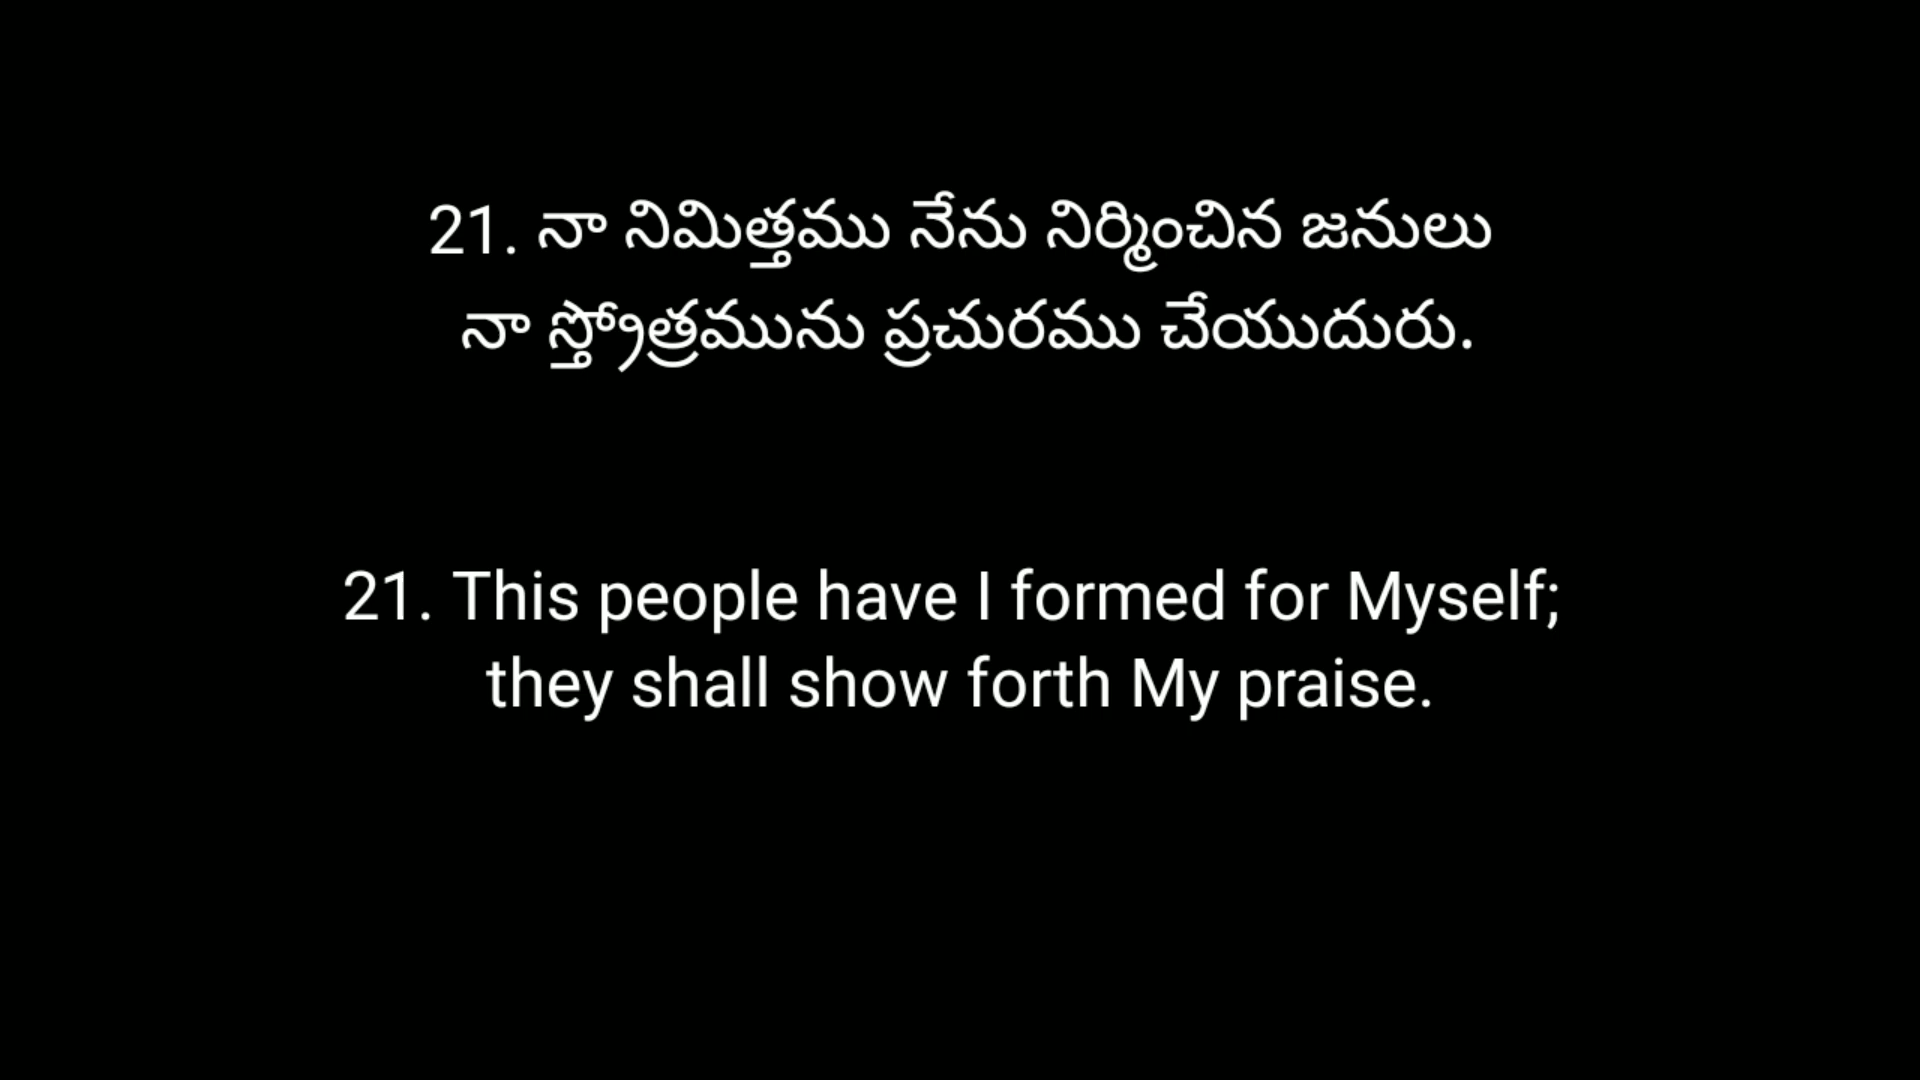 21. నా నిమిత్తము నేను నిర్మించిన జనులు
నా స్త్రోత్రమును ప్రచురము చేయుదురు.
21. This people have I formed for Myself;
they shall show forth My praise.